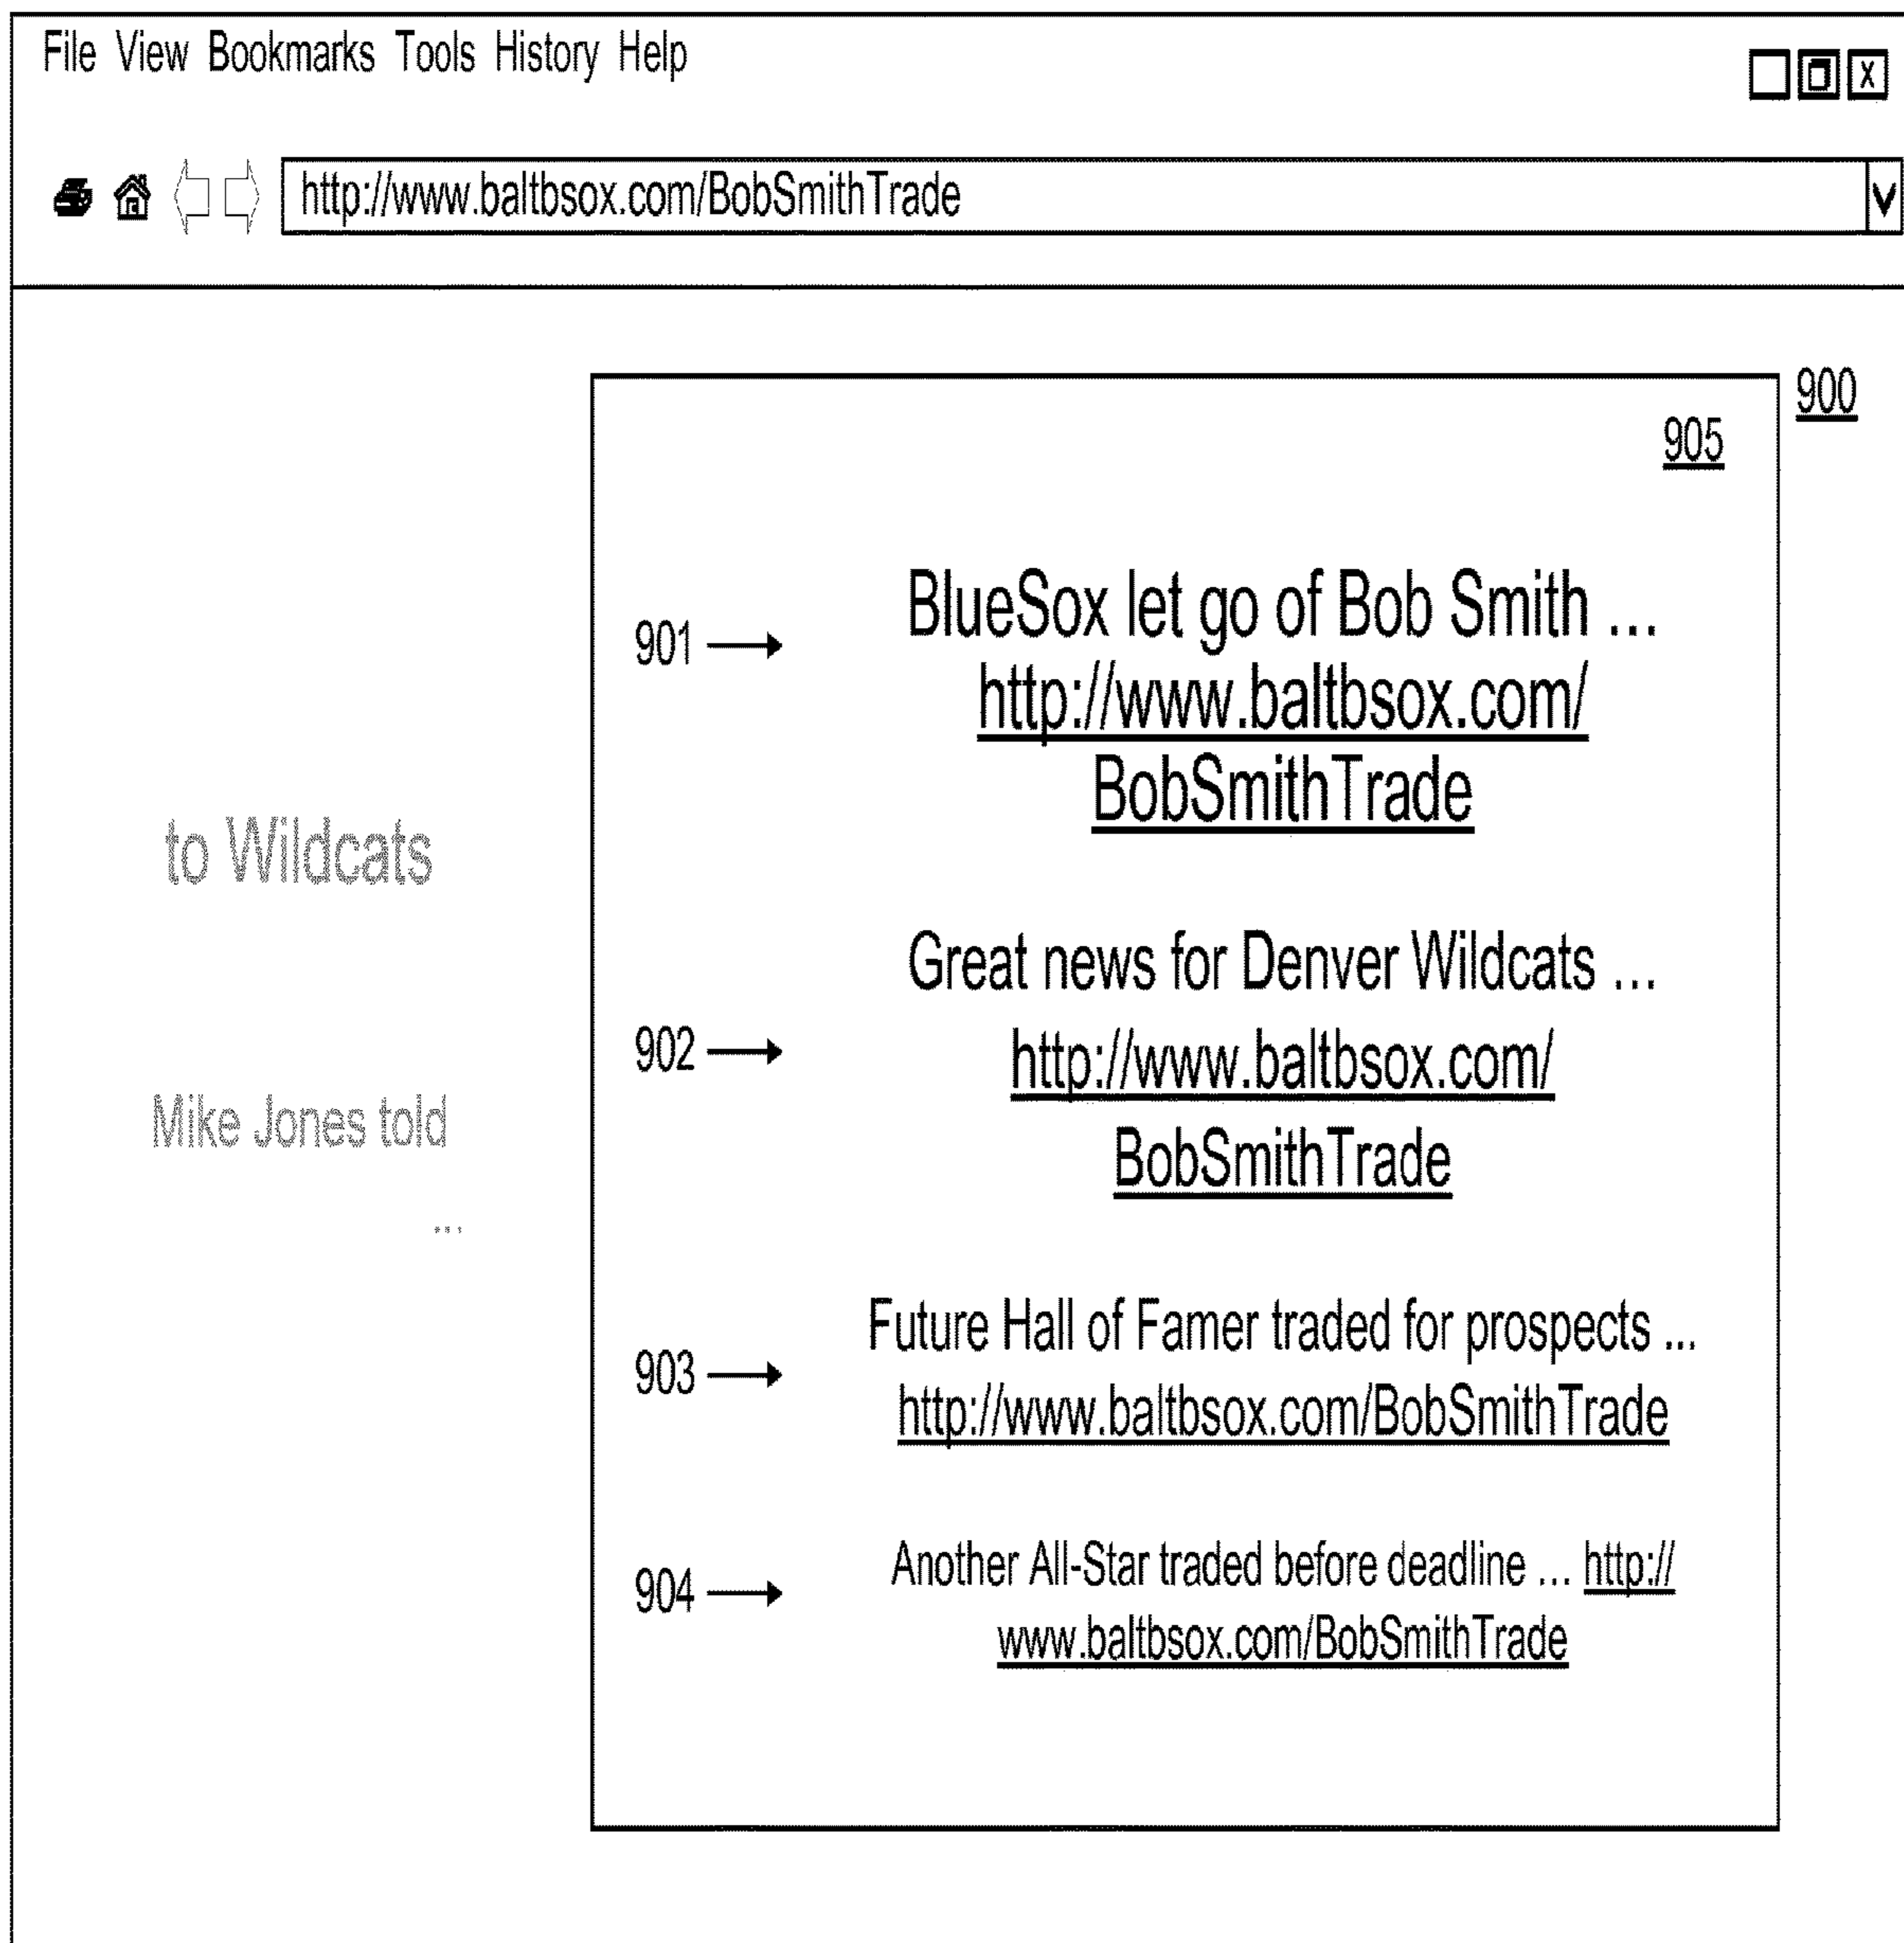 File View Bookmarks Tools History Help
X
http://www.baltbsox.com/BobSmithTrade
V
900
905
901
BlueSox let go of Bob Smith ...
http://www.baltbsox.com/
BobSmithTrade
to Wildcats
Mike Jones told
...
902
Great news for Denver Wildcats ...
http://www.baltbsox.com/
BobSmithTrade
903
Future Hall of Famer traded for prospects ...
http://www.baltbsox.com/BobSmithTrade
904
Another All-Star traded before deadline ... http://
www.baltbsox.com/BobSmithTrade